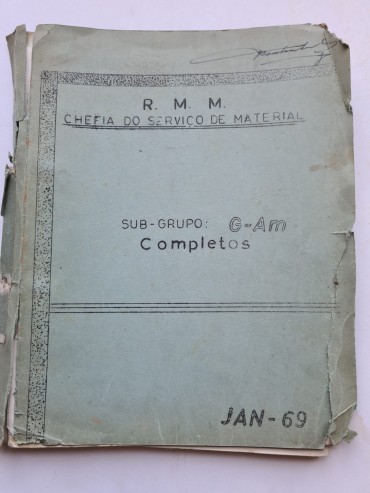 R. M. M.
CHEFIA DO SERVIÇO DE MATERIAL
SUB-GRUPO: G-Am
Completos
JAN-69